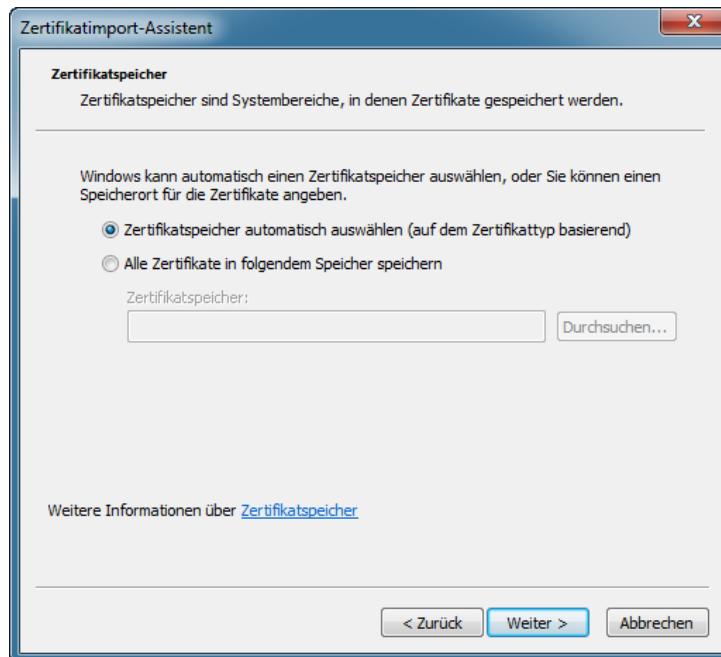 Zertifikatimport-Assistent
Zertifikatspeicher
Zertifikatspeicher sind Systembereiche, in denen Zertifikate gespeichert werden.
Windows kann automatisch einen Zertifikatspeicher auswählen, oder Sie können einen
Speicherort für die Zertifikate angeben.
Zertifikatspeicher automatisch auswählen (auf dem Zertifikattyp basierend)
Alle Zertifikate in folgendem Speicher speichern
Zertifikatspeicher:
Durchsuchen...
Weitere Informationen über Zertifikatspeicher
< Zurück Weiter > Abbrechen